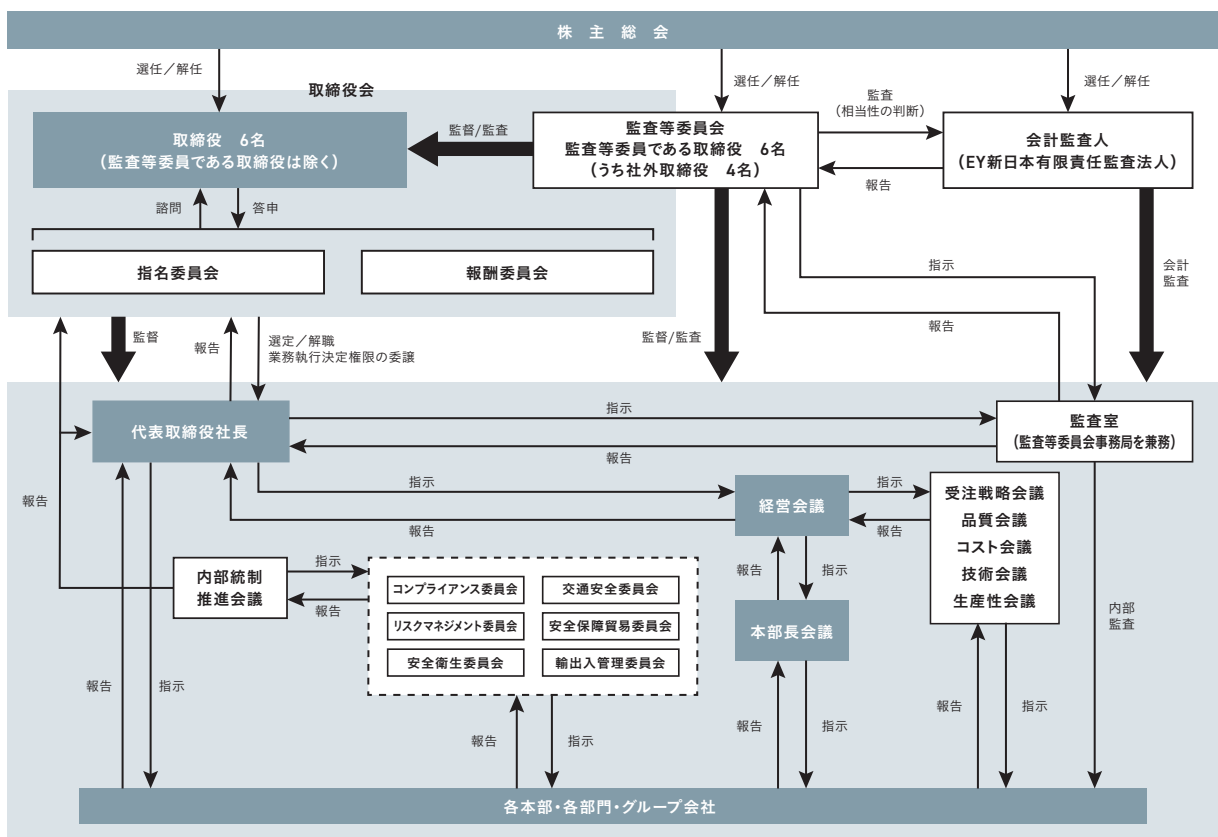 株主総会
選任／解任
取締役会
選任／解任
選任／解任
取締役　6名
（監査等委員である取締役は除く）
監督/監査
監査等委員会
監査等委員である取締役　6名
（うち社外取締役　4名）
監査
（相当性の判断）
報告
会計監査人
（EY新日本有限責任監査法人）
諮問
答申
指名委員会
報酬委員会
指示
会計
監査
監督
報告
選定／解職
業務執行決定権限の委譲
監督/監査
報告
代表取締役社長
指示
報告
監査室
（監査等委員会事務局を兼務）
指示
報告
経営会議
指示
報告
受注戦略会議
品質会議
コスト会議
技術会議
生産性会議
報告
内部統制
推進会議
指示
報告
コンプライアンス委員会
交通安全委員会
リスクマネジメント委員会
安全保障貿易委員会
安全衛生委員会
輸出入管理委員会
報告
指示
本部長会議
内部
監査
報告
指示
報告
指示
報告
指示
報告
指示
各本部・各部門・グループ会社